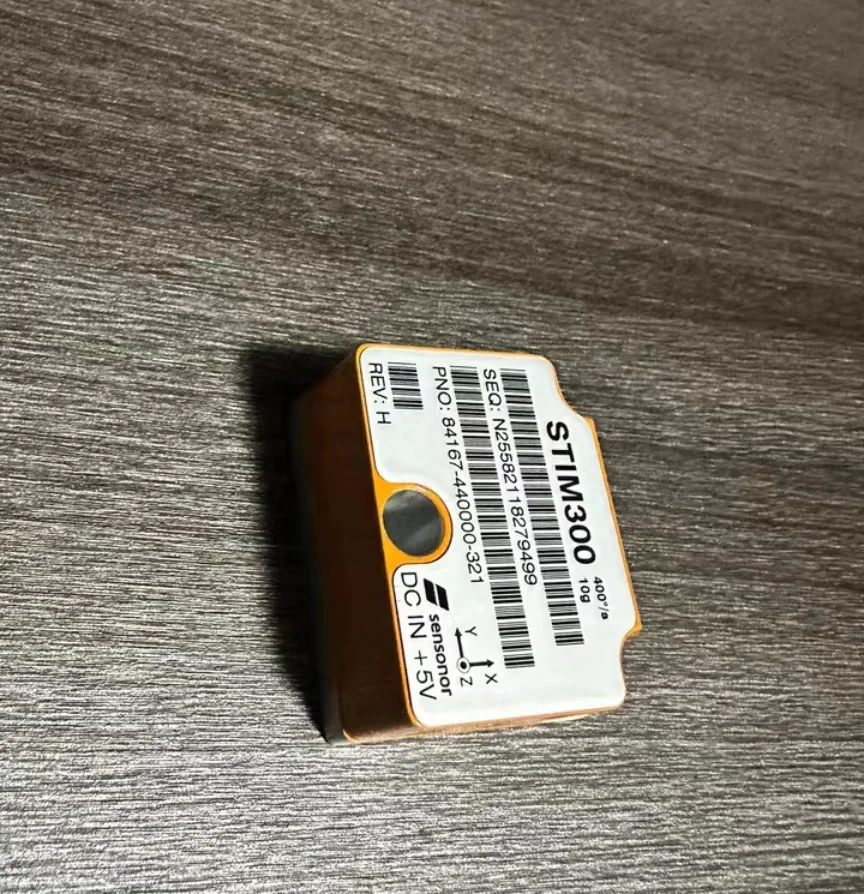 STIM300
400°/s
10g
SEQ: N25582118279499
PNO: 84167-440000-321
REV: H
sensonor
DC IN +5V
X
Y
Z